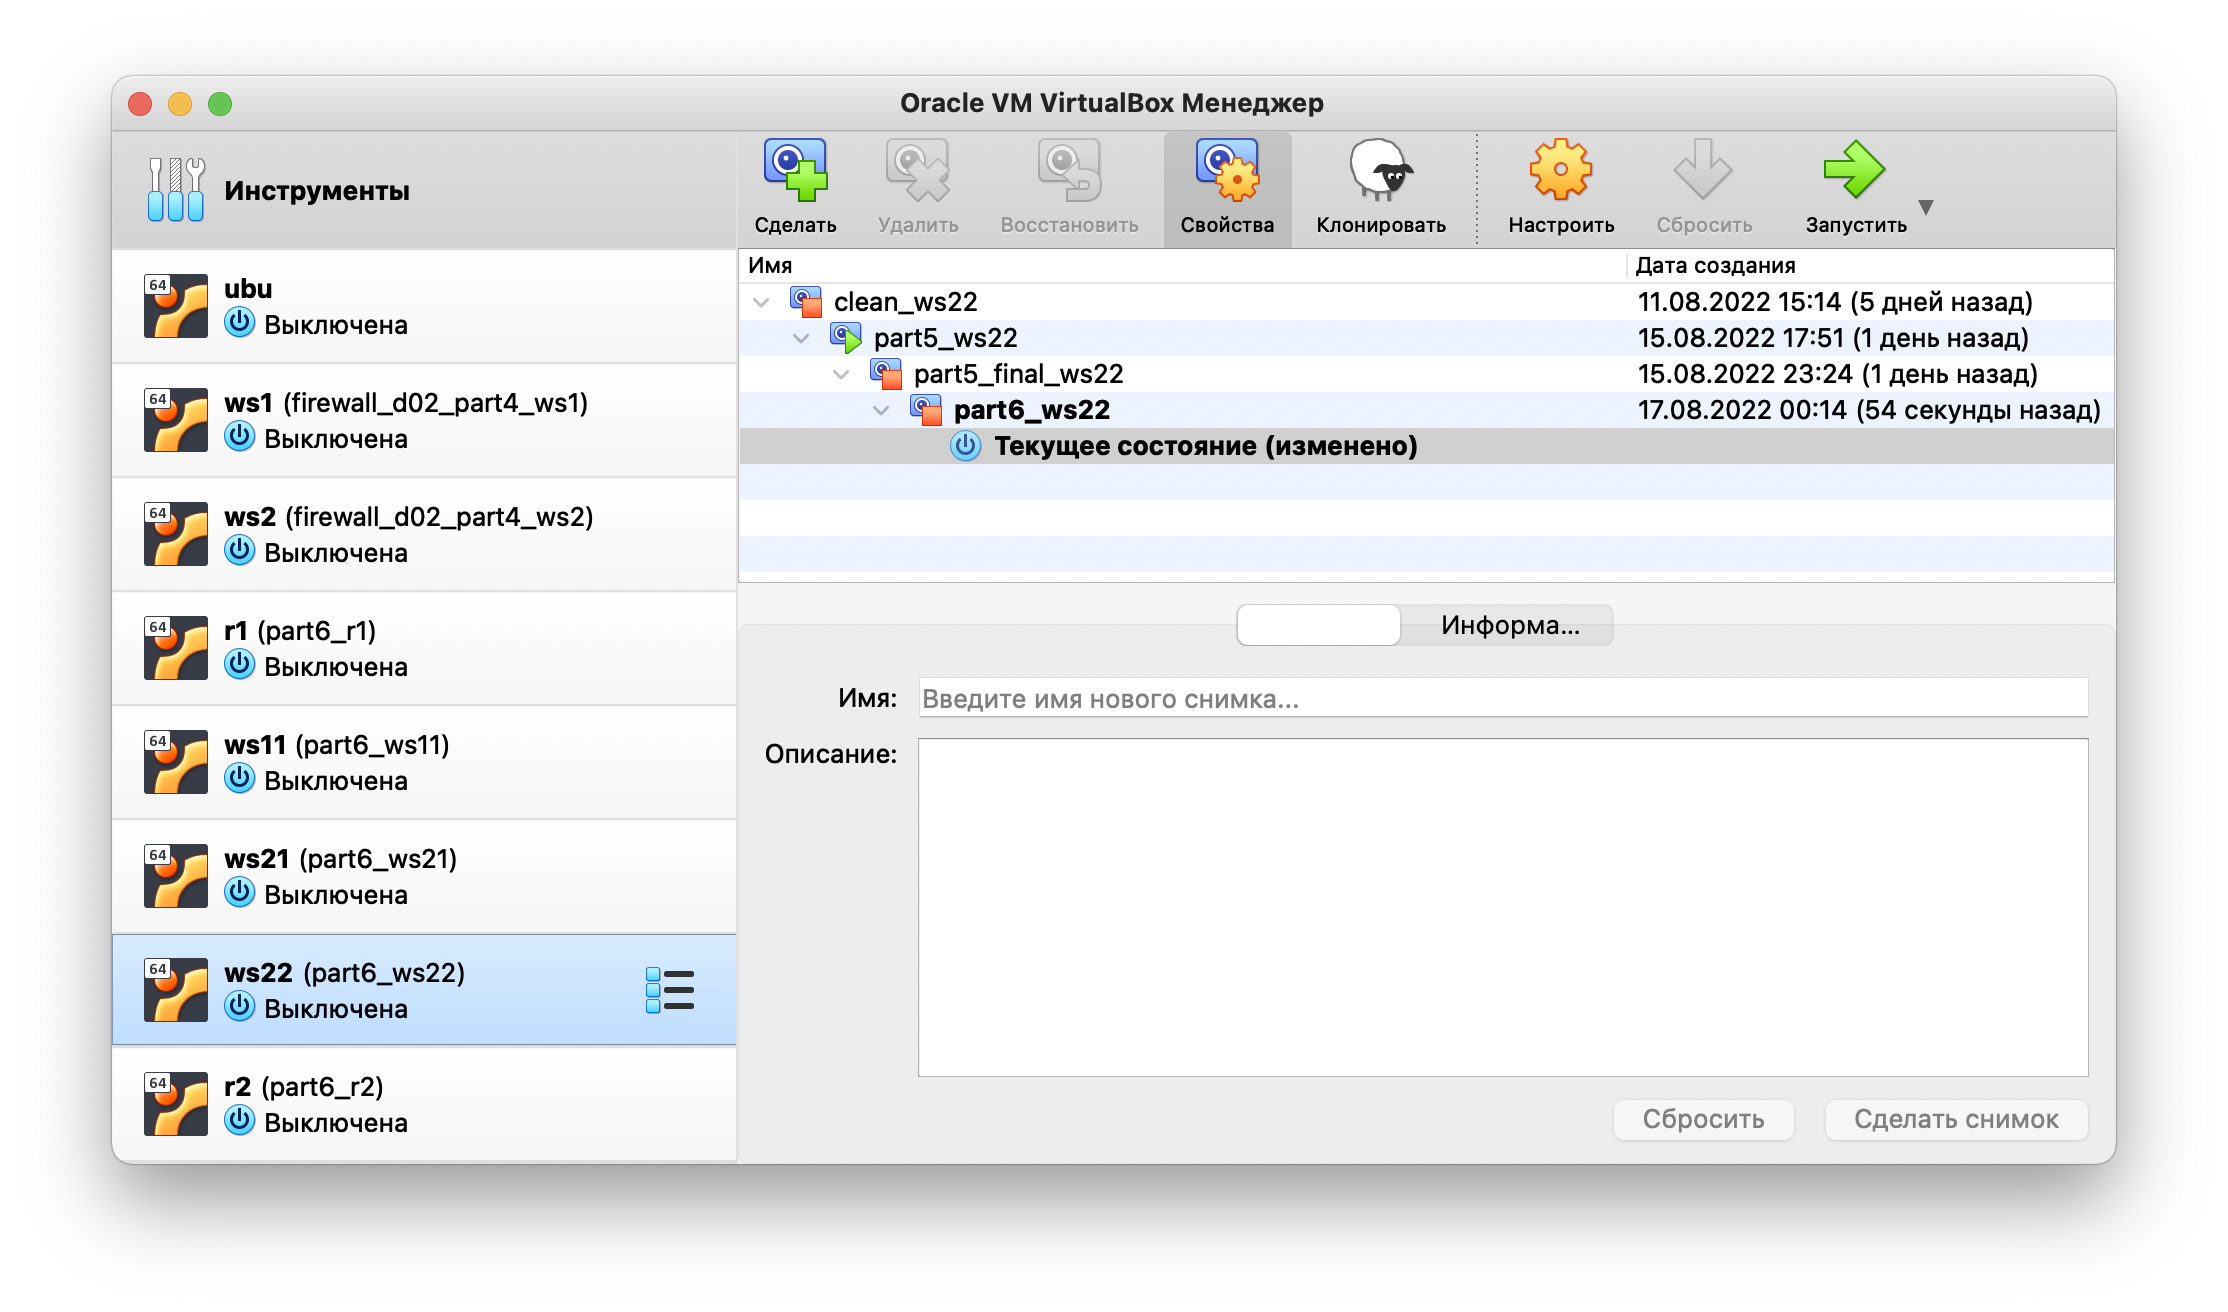 Oracle VM VirtualBox Менеджер
Инструменты
Сделать
Удалить
Восстановить
Свойства
Клонировать
Настроить
Сбросить
Запустить
64
ubu
Выключена
64
ws1 (firewall_d02_part4_ws1)
Выключена
64
ws2 (firewall_d02_part4_ws2)
Выключена
64
r1 (part6_r1)
Выключена
64
ws11 (part6_ws11)
Выключена
64
ws21 (part6_ws21)
Выключена
64
ws22 (part6_ws22)
Выключена
64
r2 (part6_r2)
Выключена
Имя Дата создания
clean_ws22 11.08.2022 15:14 (5 дней назад)
part5_ws22 15.08.2022 17:51 (1 день назад)
part5_final_ws22 15.08.2022 23:24 (1 день назад)
part6_ws22 17.08.2022 00:14 (54 секунды назад)
Текущее состояние (изменено)
Информа...
Имя: Введите имя нового снимка...
Описание:
Сбросить
Сделать снимок